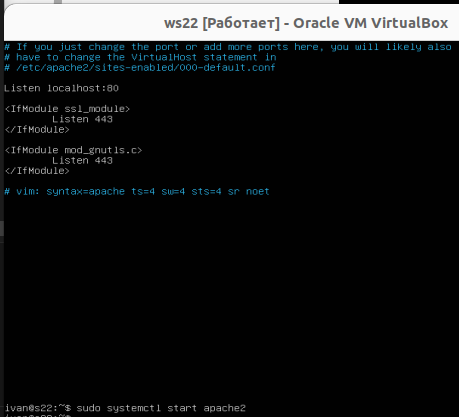 ws22 [Работает] - Oracle VM VirtualBox
# If you just change the port or add more ports here, you will likely also
# have to change the VirtualHost statement in
# /etc/apache2/sites-enabled/000-default.conf
Listen localhost:80
<IfModule ssl_module>
Listen 443
</IfModule>
<IfModule mod_gnutls.c>
Listen 443
</IfModule>
# vim: syntax=apache ts=4 sw=4 sts=4 sr noet
ivan@s22:~$ sudo systemctl start apache2
ivan@s22:~$